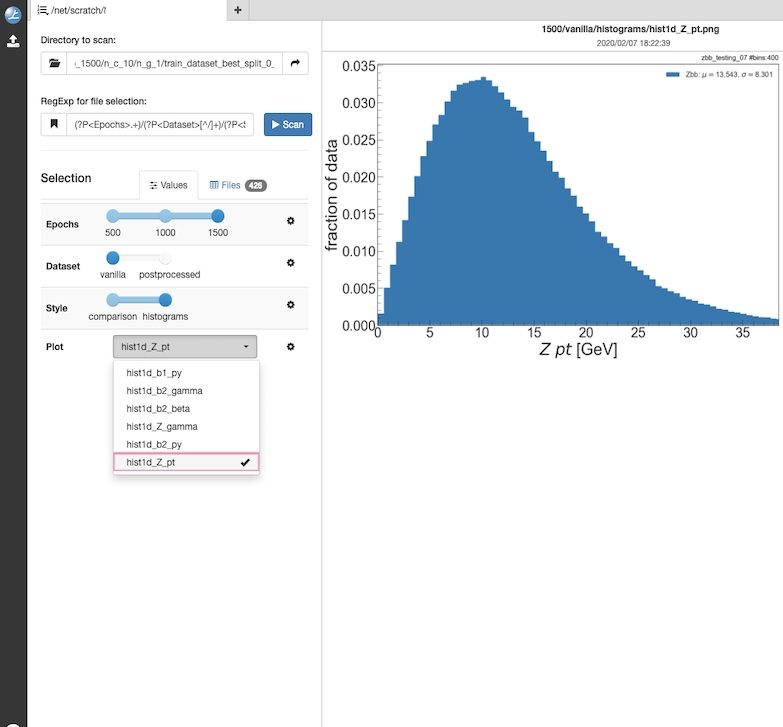 /net/scratch/
Directory to scan:
_1500/n_c_10/n_g_1/train_dataset_best_split_0_
RegExp for file selection:
(?P<Epochs>.+)/(?P<Dataset>[^/]+)/(?P<S
Scan
Selection
Values
Files 426
Epochs
500 1000 1500
Dataset
vanilla postprocessed
Style
comparison histograms
Plot
hist1d_Z_pt
hist1d_b1_py
hist1d_b2_gamma
hist1d_b2_beta
hist1d_Z_gamma
hist1d_b2_py
hist1d_Z_pt
1500/vanilla/histograms/hist1d_Z_pt.png
2020/02/07 18:22:39
zbb_testing_07 #bins:400
Zbb: μ = 13.543, σ = 8.301
fraction of data
0.035
0.030
0.025
0.020
0.015
0.010
0.005
0.000
0 5 10 15 20 25 30 35
Z pt [GeV]